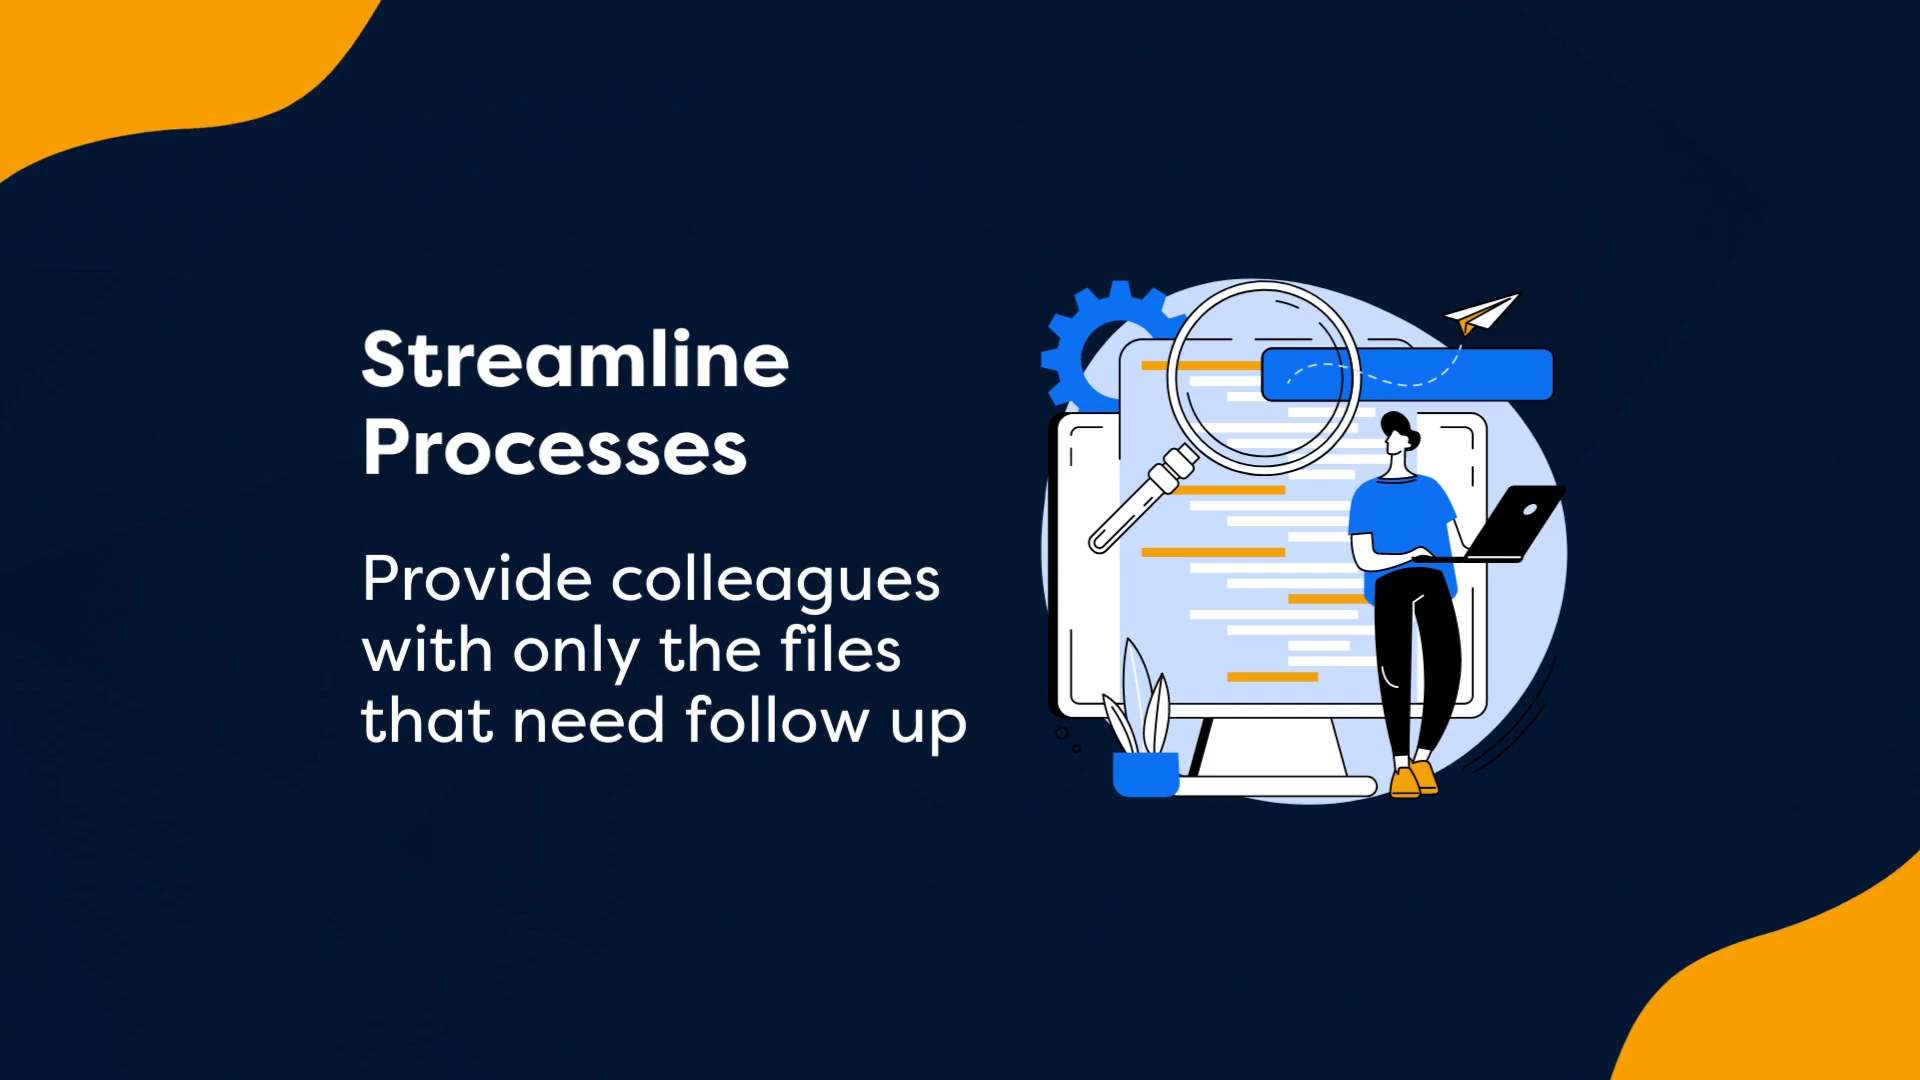 Streamline
Processes
Provide colleagues
with only the files
that need follow up